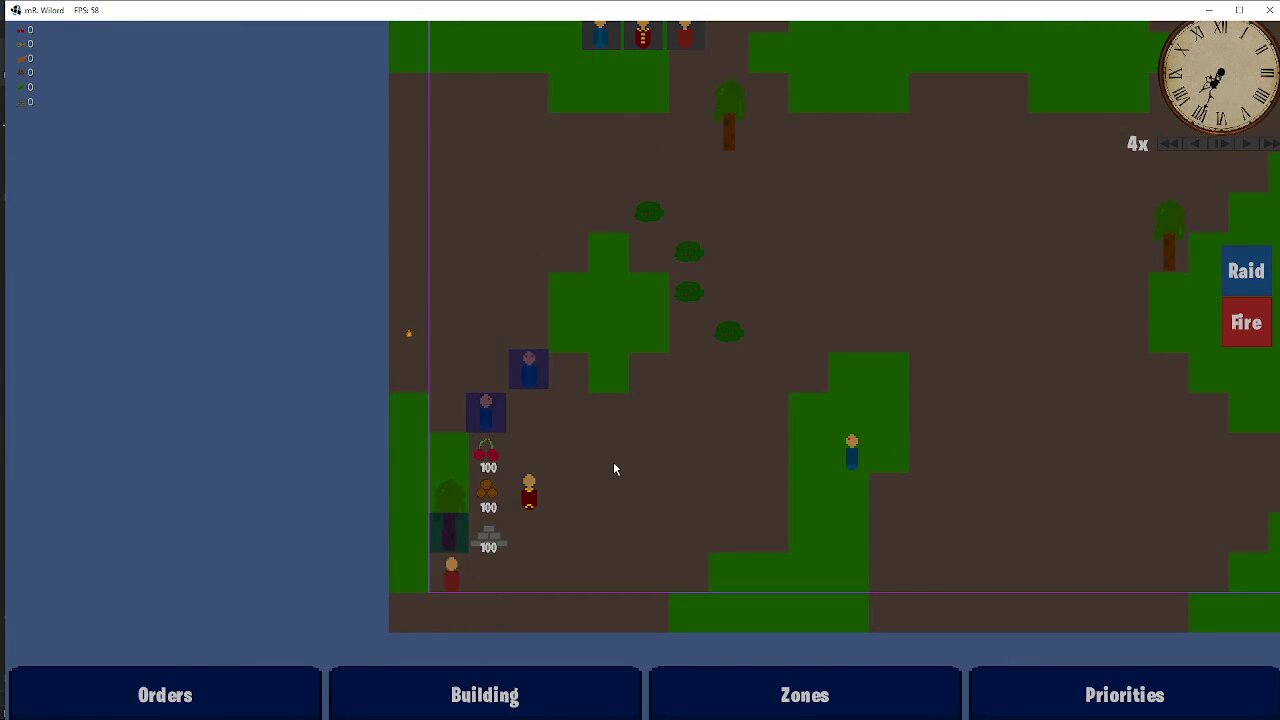 mR. Wilord FPS: 58
0
0
0
0
0
0
XII
4x
Raid
Fire
100
100
100
Orders
Building
Zones
Priorities